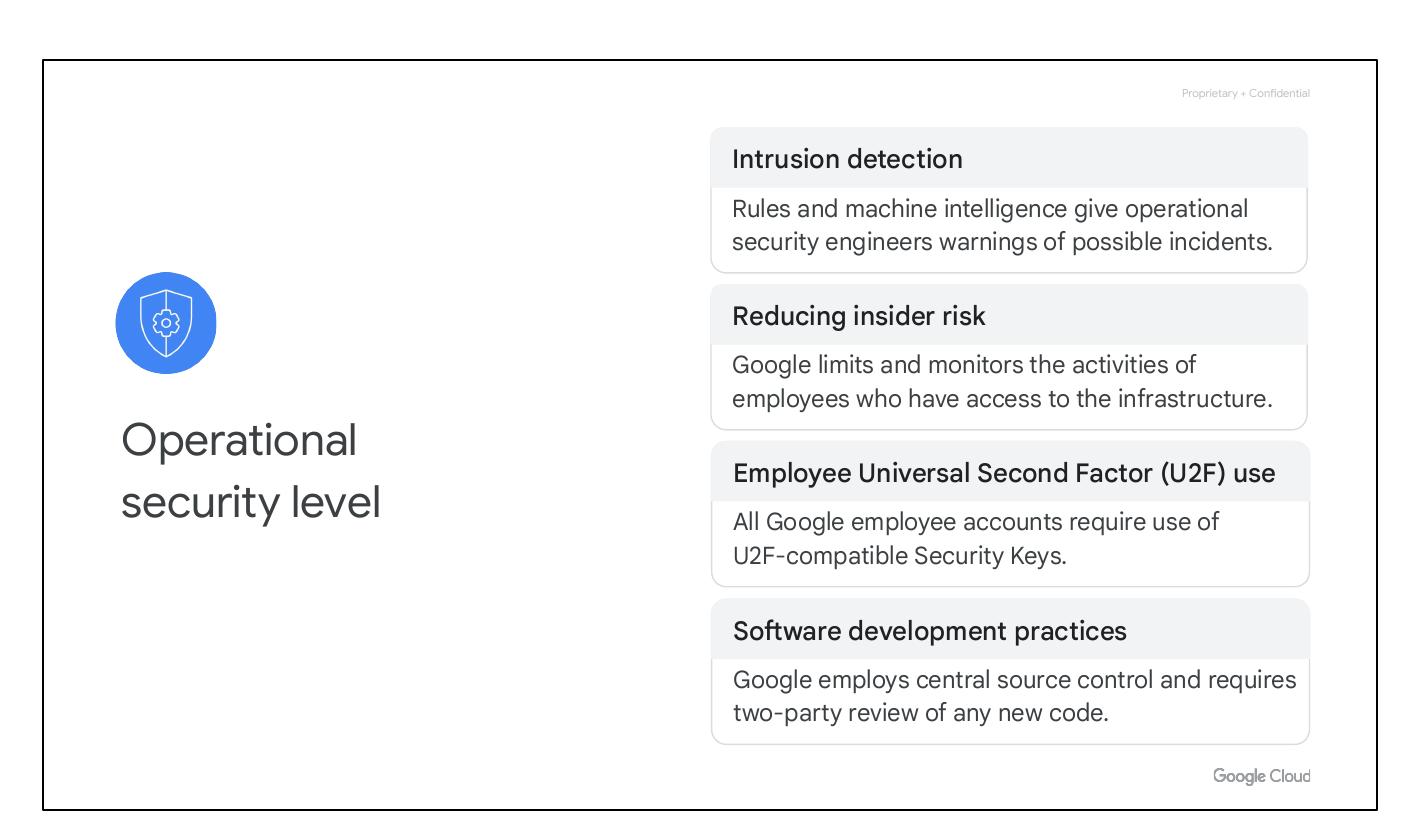 Proprietary + Confidential
Operational
security level
Intrusion detection
Rules and machine intelligence give operational
security engineers warnings of possible incidents.
Reducing insider risk
Google limits and monitors the activities of
employees who have access to the infrastructure.
Employee Universal Second Factor (U2F) use
All Google employee accounts require use of
U2F-compatible Security Keys.
Software development practices
Google employs central source control and requires
two-party review of any new code.
Google Cloud